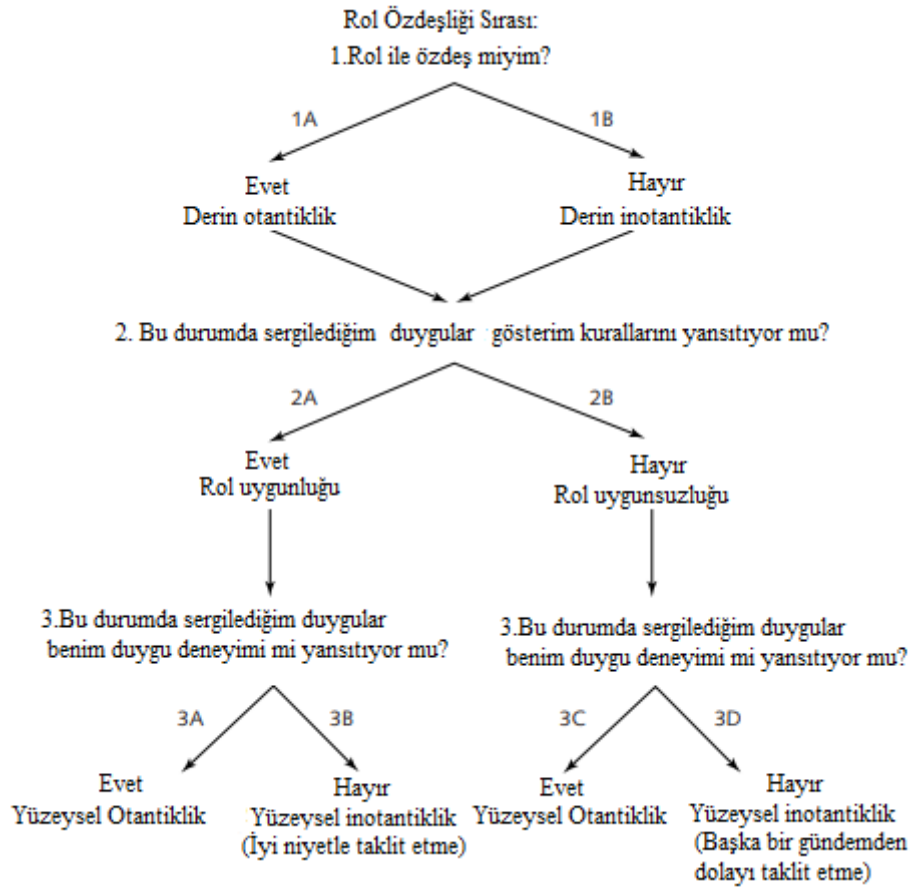 Rol Özdeşliği Sırası:
1.Rol ile özdeş miyim?
1A
1B
Evet
Derin otantiklik
Hayır
Derin inotantiklik
2. Bu durumda sergilediğim duygular gösterim kurallarını yansıtıyor mu?
2A
2B
Evet
Rol uygunluğu
Hayır
Rol uygunsuzluğu
3.Bu durumda sergilediğim duygular
benim duygu deneyimi mi yansıtıyor mu?
3.Bu durumda sergilediğim duygular
benim duygu deneyimi mi yansıtıyor mu?
3A
3B
3C
3D
Evet
Yüzeysel Otantiklik
Hayır
Yüzeysel inotantiklik
(İyi niyetle taklit etme)
Evet
Yüzeysel Otantiklik
Hayır
Yüzeysel inotantiklik
(Başka bir gündemden
dolayı taklit etme)